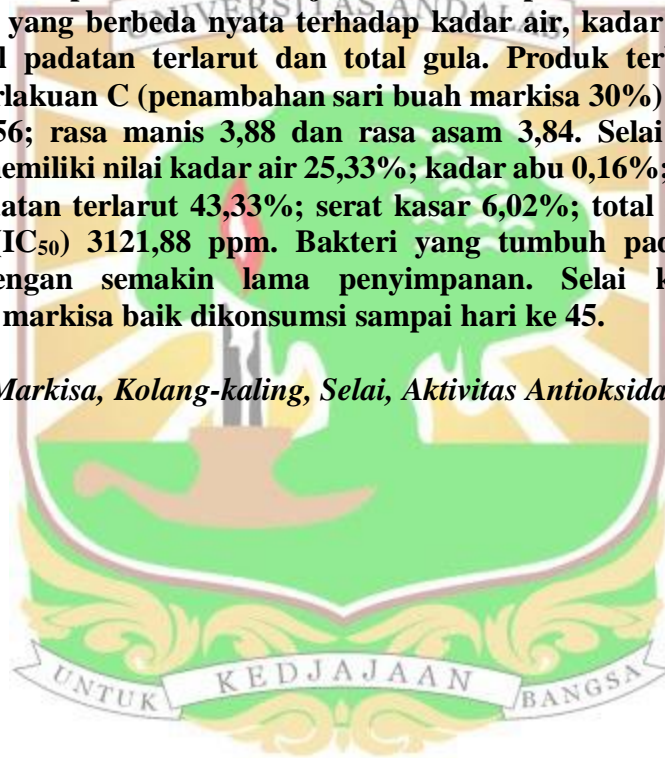 UNIVERSITAS ANDALAS
yang berbeda nyata terhadap kadar air, kadar
padatan terlarut dan total gula. Produk ter
rlakuan C (penambahan sari buah markisa 30%)
56; rasa manis 3,88 dan rasa asam 3,84. Selai
memiliki nilai kadar air 25,33%; kadar abu 0,16%;
atan terlarut 43,33%; serat kasar 6,02%; total
(IC₅₀) 3121,88 ppm. Bakteri yang tumbuh pad
engan semakin lama penyimpanan. Selai k
markisa baik dikonsumsi sampai hari ke 45.
Markisa, Kolang-kaling, Selai, Aktivitas Antioksida
UNTUK KEDJAJAAN BANGSA